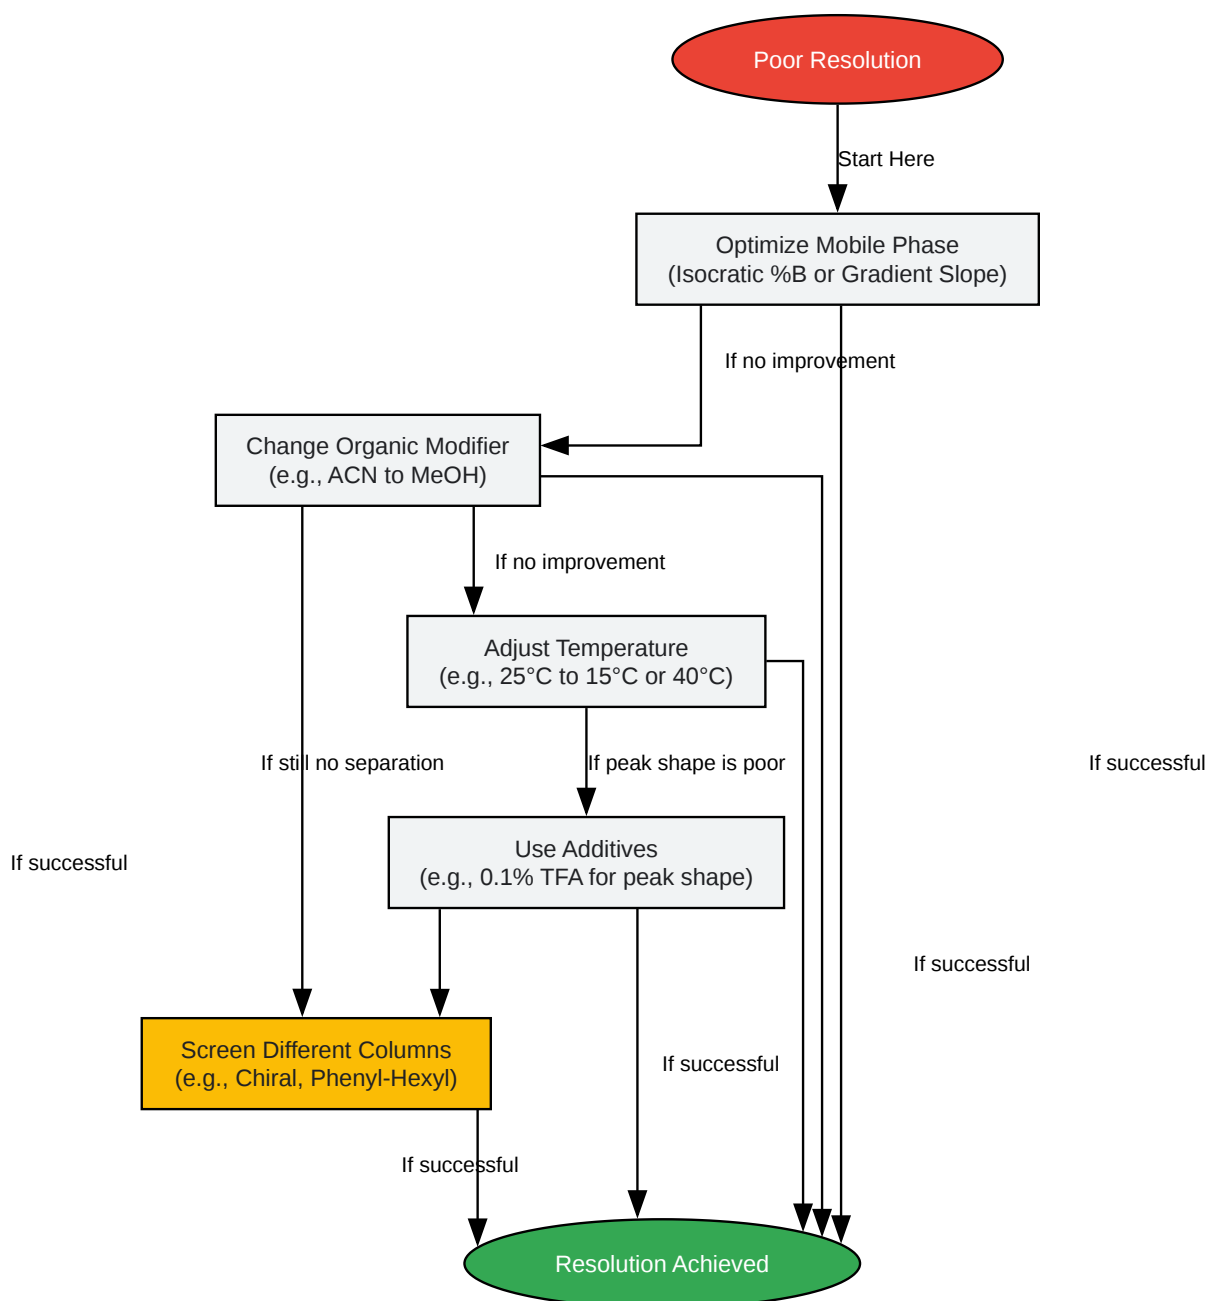 Poor Resolution
Start Here
Optimize Mobile Phase
(Isocratic %B or Gradient Slope)
If no improvement
Change Organic Modifier
(e.g., ACN to MeOH)
If no improvement
Adjust Temperature
(e.g., 25°C to 15°C or 40°C)
If still no separation
If peak shape is poor
If successful
Use Additives
(e.g., 0.1% TFA for peak shape)
If successful
If successful
Screen Different Columns
(e.g., Chiral, Phenyl-Hexyl)
If successful
If successful
Resolution Achieved